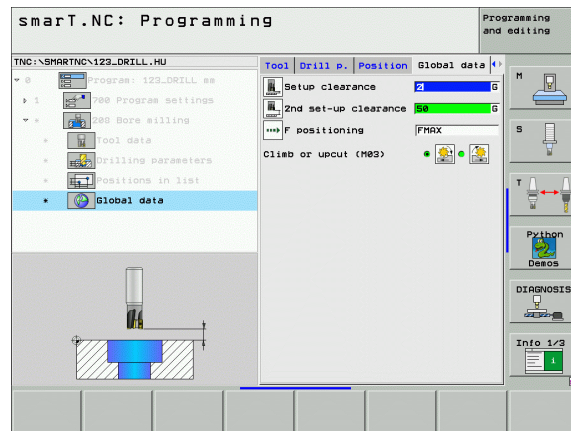 smarT.NC: Programming
Programming
and editing
TNC:\SMARTNC\123_DRILL.HU
Tool Drill p. Position Global data
0 Program: 123_DRILL mm
1 700 Program settings
* 208 Bore milling
* Tool data
* Drilling parameters
* Positions in list
* Global data
Setup clearance 2 G
2nd set-up clearance 50 G
F positioning FMAX
Climb or upcut (M03)
M
S
T
Python
Demos
DIAGNOSIS
Info 1/3
i